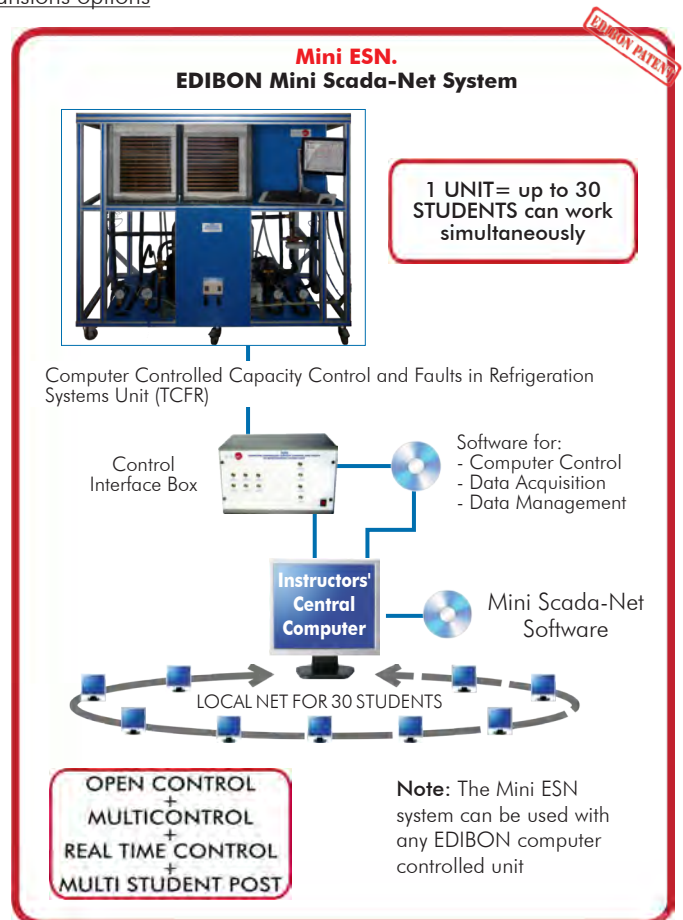 EDIBON PATENT
Mini ESN.
EDIBON Mini Scada-Net System
1 UNIT= up to 30
STUDENTS can work
simultaneously
Computer Controlled Capacity Control and Faults in Refrigeration
Systems Unit (TCFR)
Control
Interface Box
Software for:
- Computer Control
- Data Acquisition
- Data Management
Instructors'
Central
Computer
Mini Scada-Net
Software
LOCAL NET FOR 30 STUDENTS
OPEN CONTROL
+
MULTICONTROL
+
REAL TIME CONTROL
+
MULTI STUDENT POST
Note: The Mini ESN
system can be used with
any EDIBON computer
controlled unit